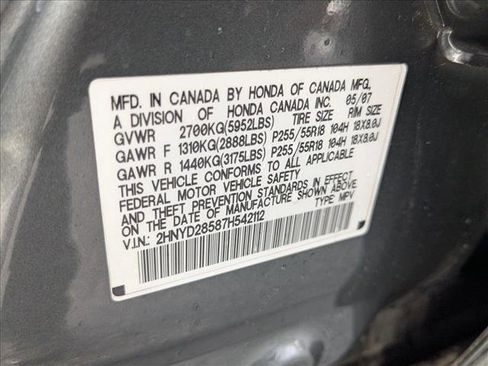 MFD. IN CANADA BY HONDA OF CANADA MFG.,
A DIVISION OF HONDA CANADA INC. 05/07
GVWR 2700KG(5952LBS) TIRE SIZE RIM SIZE
GAWR F 1310KG(2888LBS) P255/55R18 104H 18X8.0J
GAWR R 1440KG(3175LBS) P255/55R18 104H 18X8.0J
THIS VEHICLE CONFORMS TO ALL APPLICABLE
FEDERAL MOTOR VEHICLE SAFETY
AND THEFT PREVENTION STANDARDS IN EFFECT
ON THE DATE OF MANUFACTURE SHOWN ABOVE.
V.I.N.: 2HNYD28587H542112 TYPE MPV